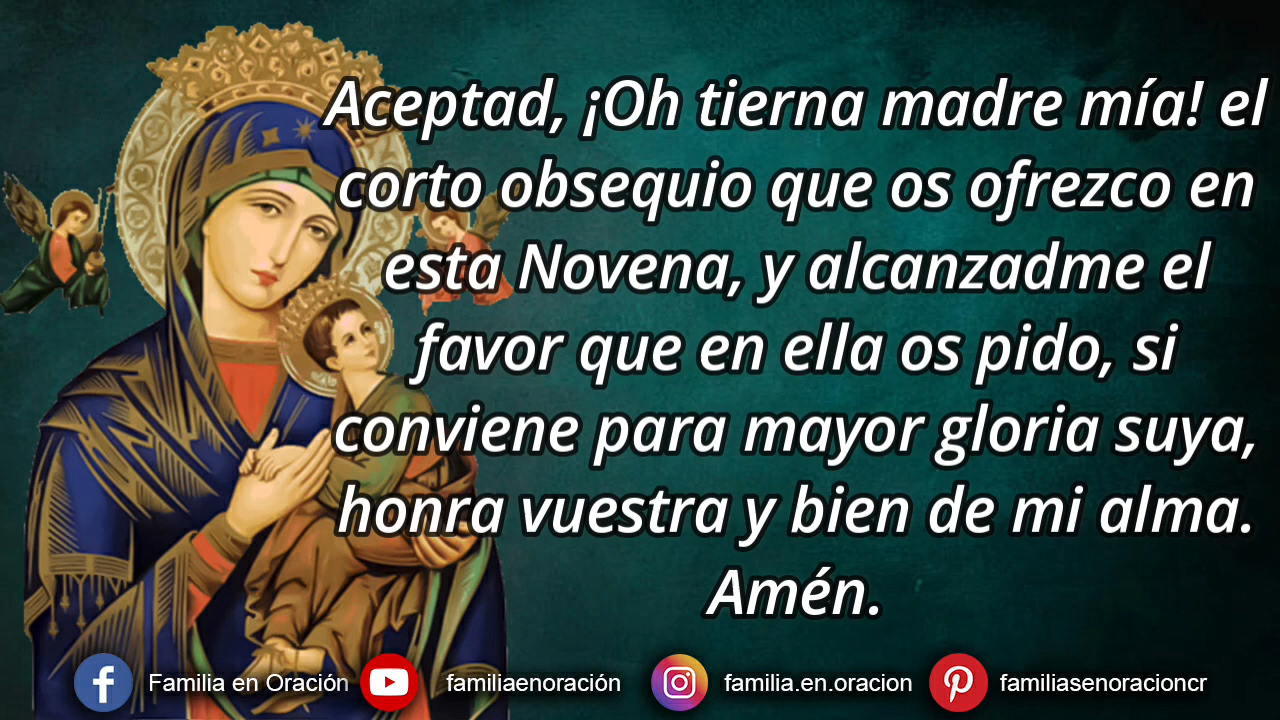 Aceptad, ¡Oh tierna madre mía! el
corto obsequio que os ofrezco en
esta Novena, y alcanzadme el
favor que en ella os pido, si
conviene para mayor gloria suya,
honra vuestra y bien de mi alma.
Amén.
Familia en Oración familiaenoración familia.en.oracion familiasenoracioncr